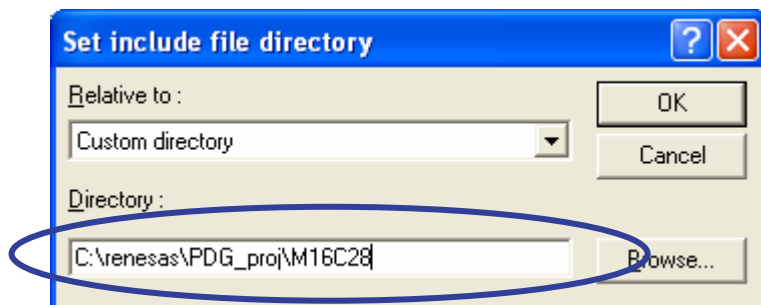 Set include file directory
Relative to :
OK
Custom directory
Cancel
Directory :
C:\renesas\PDG_proj\M16C28
Browse...